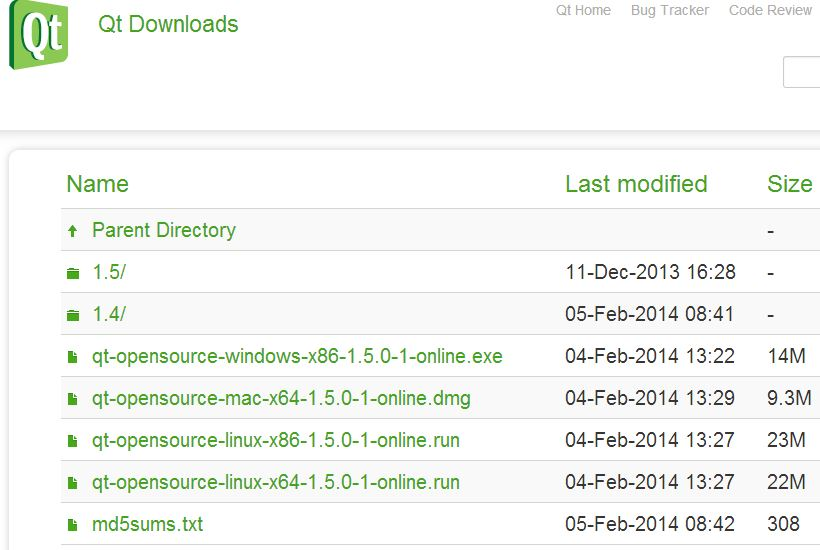 Qt
Qt Downloads
Qt Home Bug Tracker Code Review
Name Last modified Size
Parent Directory -
1.5/ 11-Dec-2013 16:28 -
1.4/ 05-Feb-2014 08:41 -
qt-opensource-windows-x86-1.5.0-1-online.exe 04-Feb-2014 13:22 14M
qt-opensource-mac-x64-1.5.0-1-online.dmg 04-Feb-2014 13:29 9.3M
qt-opensource-linux-x86-1.5.0-1-online.run 04-Feb-2014 13:27 23M
qt-opensource-linux-x64-1.5.0-1-online.run 04-Feb-2014 13:27 22M
md5sums.txt 05-Feb-2014 08:42 308